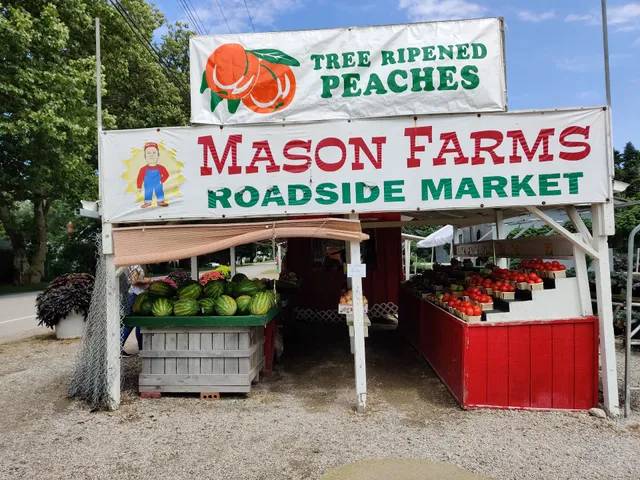 TREE RIPENED
PEACHES
MASON FARMS
ROADSIDE MARKET